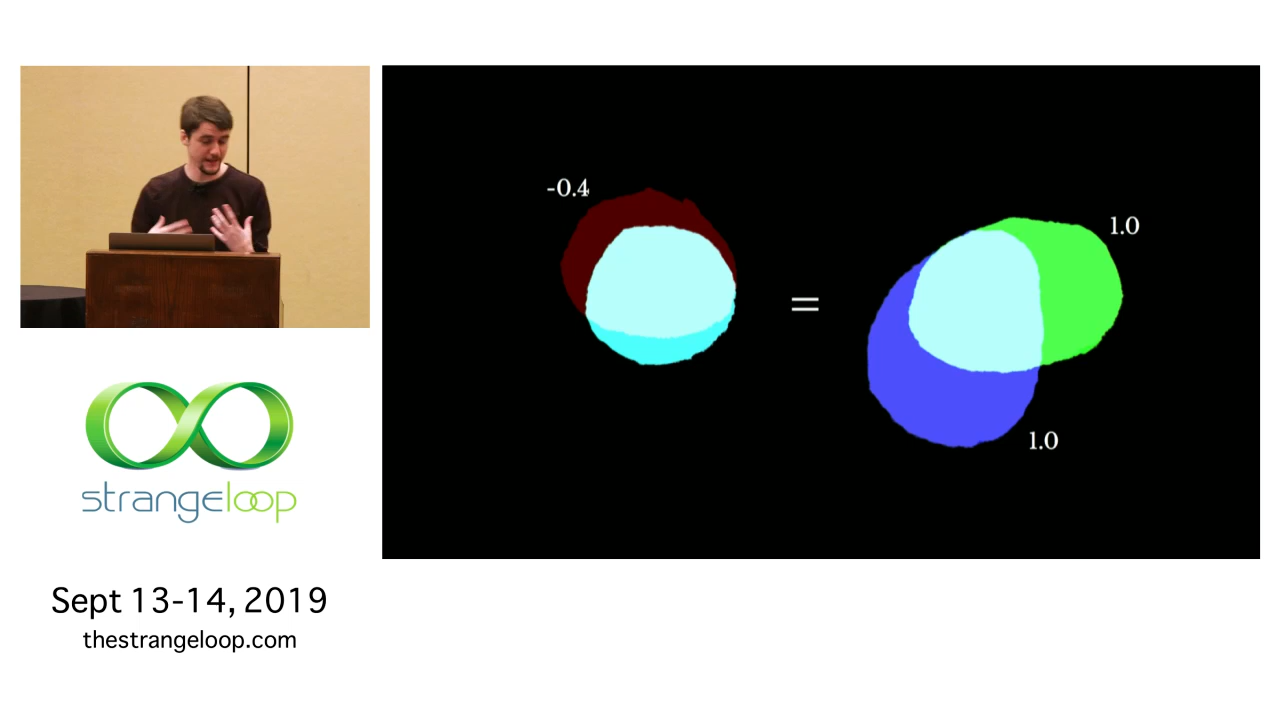 -0.4
1.0
=
1.0
strangeloop
Sept 13-14, 2019
thestrangeloop.com